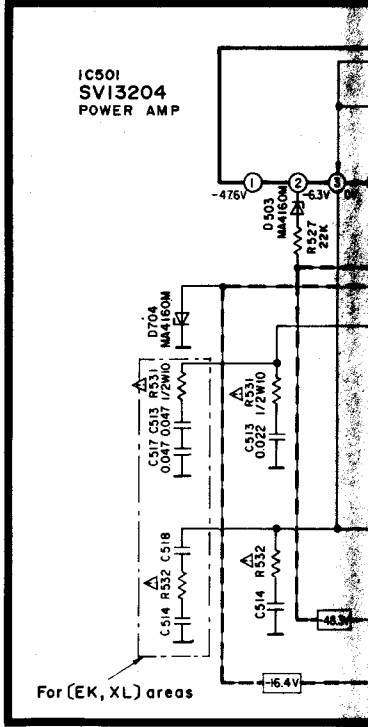 IC501
SVI3204
POWER AMP
1
2
3
-47.6V
-6.3V
D503
MA4160M
R527
22K
D704
MA4160M
R531
1/2W10
C513
0.047
C517
0.047
R531
1/2W10
C513
0.022
C518
R532
C514
R532
C514
-48.3V
-16.4V
For (EK, XL) areas